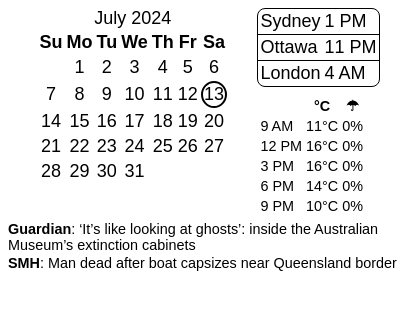 July 2024
Su Mo Tu We Th Fr Sa
1 2 3 4 5 6
7 8 9 10 11 12 13
14 15 16 17 18 19 20
21 22 23 24 25 26 27
28 29 30 31
Sydney 1 PM
Ottawa 11 PM
London 4 AM
°C ☂
9 AM 11°C 0%
12 PM 16°C 0%
3 PM 16°C 0%
6 PM 14°C 0%
9 PM 10°C 0%
Guardian: ‘It’s like looking at ghosts’: inside the Australian
Museum’s extinction cabinets
SMH: Man dead after boat capsizes near Queensland border